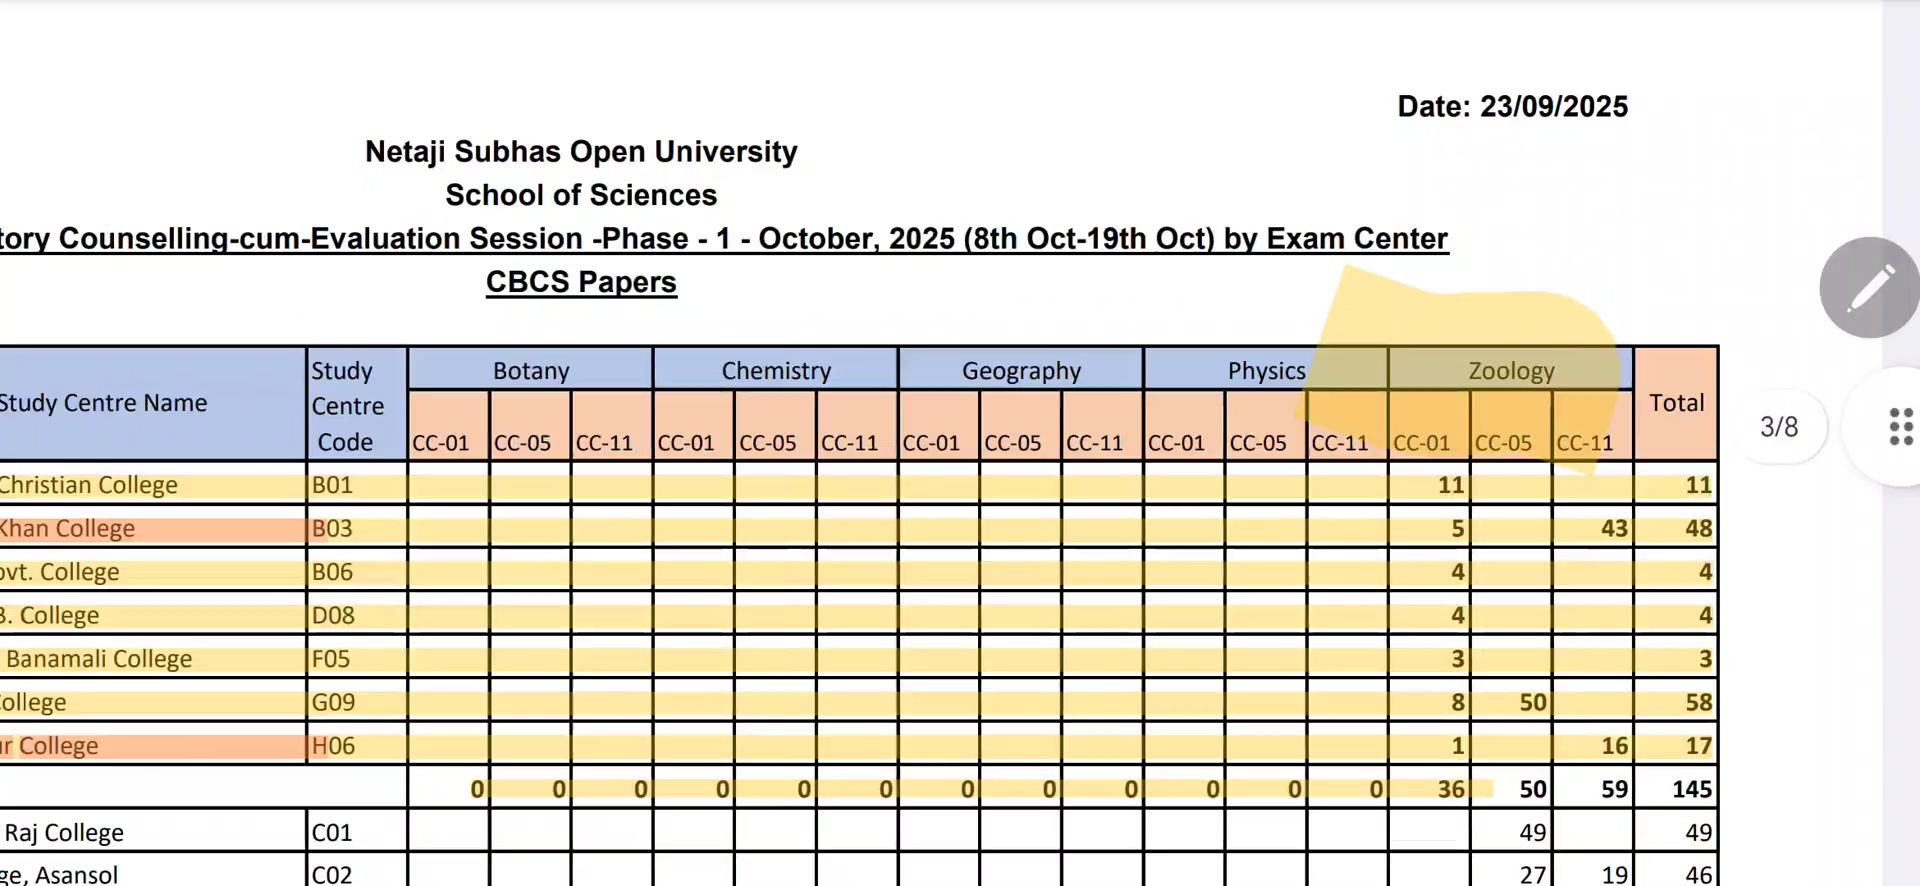 Date: 23/09/2025
Netaji Subhas Open University
School of Sciences
tory Counselling-cum-Evaluation Session -Phase - 1 - October, 2025 (8th Oct-19th Oct) by Exam Center
CBCS Papers
Study Centre Name Study Centre Code Botany Chemistry Geography Physics Zoology Total
CC-01 CC-05 CC-11 CC-01 CC-05 CC-11 CC-01 CC-05 CC-11 CC-01 CC-05 CC-11 CC-01 CC-05 CC-11
3/8
Christian College B01 11 11
Khan College B03 5 43 48
ovt. College B06 4 4
B. College D08 4 4
Banamali College F05 3 3
College G09 8 50 58
ur College H06 1 16 17
0 0 0 0 0 0 0 0 0 0 0 0 36 50 59 145
Raj College C01 49 49
ge, Asansol C02 27 19 46